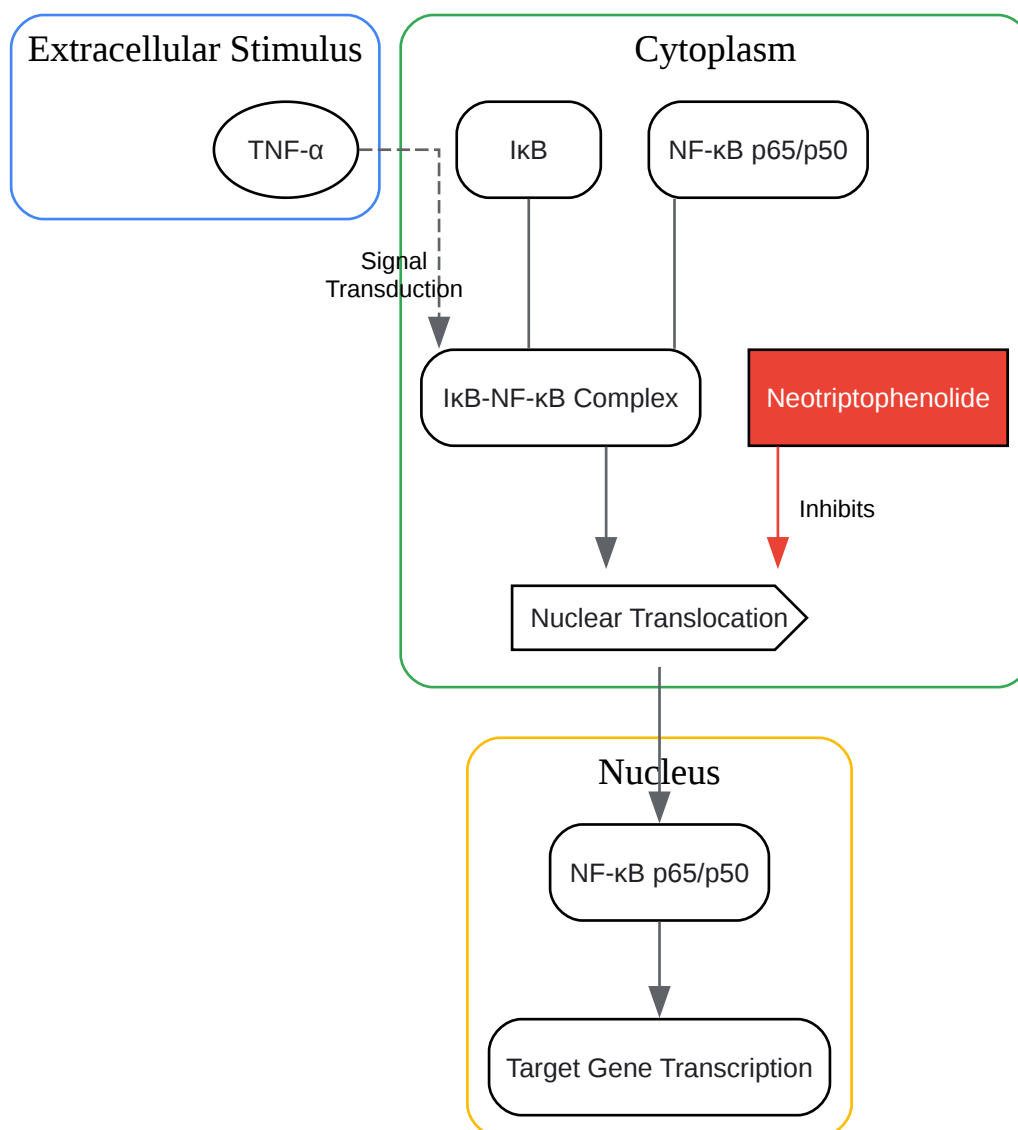 Extracellular Stimulus
Cytoplasm
TNF-α
IκB
NF-κB p65/p50
Signal
Transduction
IκB-NF-κB Complex
Neotriptophenolide
Inhibits
Nuclear Translocation
Nucleus
NF-κB p65/p50
Target Gene Transcription